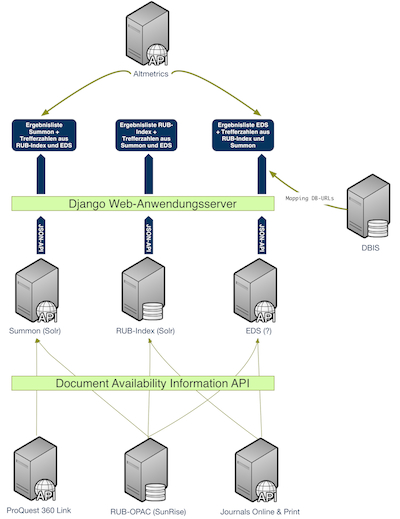 API
Altmetrics
Ergebnisliste
Summon +
Trefferzahlen aus
RUB-Index und EDS
Ergebnisliste RUB-
Index +
Trefferzahlen aus
Summon und EDS
Ergebnisliste EDS
+ Trefferzahlen aus
RUB-Index und
Summon
Mapping DB-URLs
DBIS
Django Web-Anwendungsserver
JSON-API
JSON-API
JSON-API
API
API
Summon (Solr)
RUB-Index (Solr)
EDS (?)
Document Availability Information API
API
API
ProQuest 360 Link
RUB-OPAC (SunRise)
Journals Online & Print